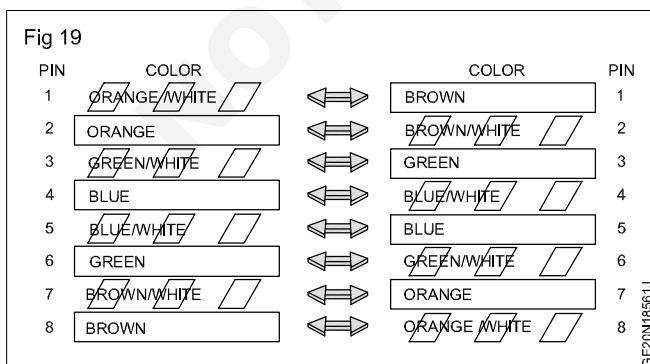 Fig 19
PIN COLOR COLOR PIN
1 ORANGE/WHITE BROWN 1
2 ORANGE BROWN/WHITE 2
3 GREEN/WHITE GREEN 3
4 BLUE BLUE/WHITE 4
5 BLUE/WHITE BLUE 5
6 GREEN GREEN/WHITE 6
7 BROWN/WHITE ORANGE 7
8 BROWN ORANGE /WHITE 8